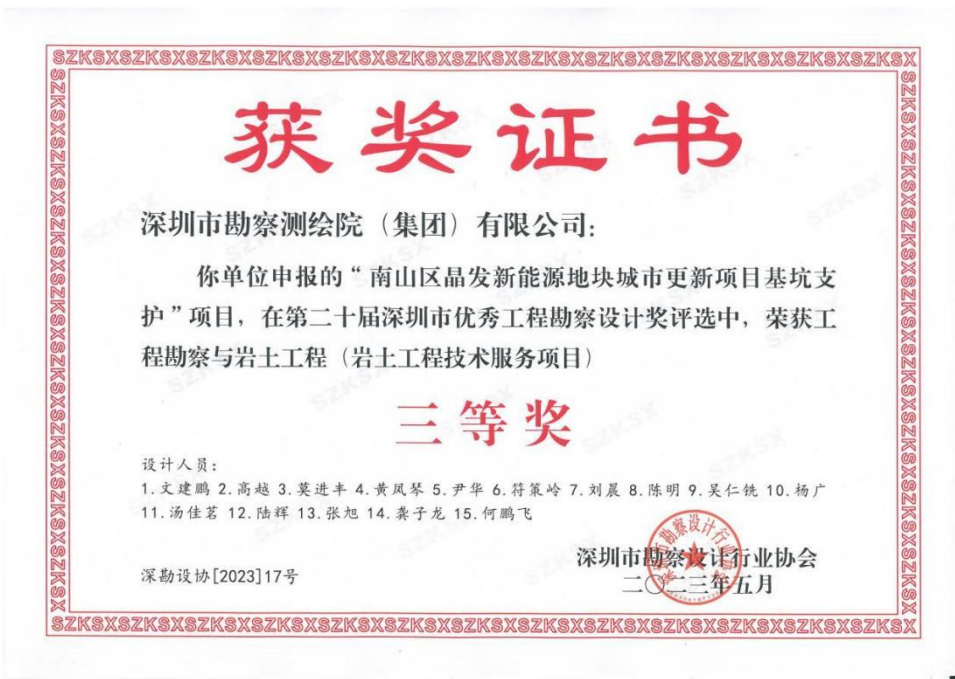 SZKSXSZKSXSZKSXSZKSXSZKSXSZKSXSZKSXSZKSXSZKSXSZKSXSZKSXSZKSXSZKSX
获奖证书
深圳市勘察测绘院（集团）有限公司：
你单位申报的“南山区晶发新能源地块城市更新项目基坑支
护”项目，在第二十届深圳市优秀工程勘察设计奖评选中，荣获工
程勘察与岩土工程（岩土工程技术服务项目）
三等奖
设计人员：
1.文建鹏 2.高越 3.莫进丰 4.黄凤琴 5.尹华 6.符策岭 7.刘晨 8.陈明 9.吴仁铣 10.杨广
11.汤佳茗 12.陆辉 13.张旭 14.龚子龙 15.何鹏飞
深圳市勘察设计行业协会
二〇二三年五月
深勘设协[2023]17号
SZKSXSZKSXSZKSXSZKSXSZKSXSZKSXSZKSXSZKSXSZKSXSZKSXSZKSXSZKSXSZKSX